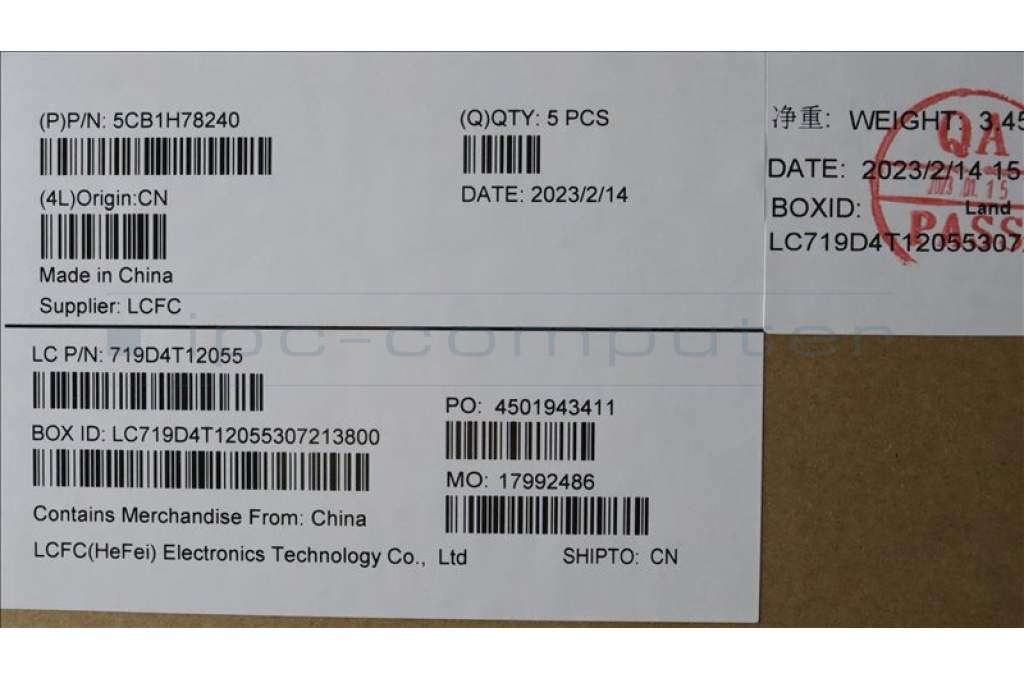 (P)P/N: 5CB1H78240
(Q)QTY: 5 PCS
(4L)Origin:CN
DATE: 2023/2/14
Made in China
Supplier: LCFC
净重: WEIGHT: 3.45
DATE: 2023/2/14 15
BOXID: Land
LC719D4T120553072
QA
PASS
ipc-computer
LC P/N: 719D4T12055
BOX ID: LC719D4T12055307213800
PO: 4501943411
MO: 17992486
Contains Merchandise From: China
LCFC(HeFei) Electronics Technology Co., Ltd
SHIPTO: CN